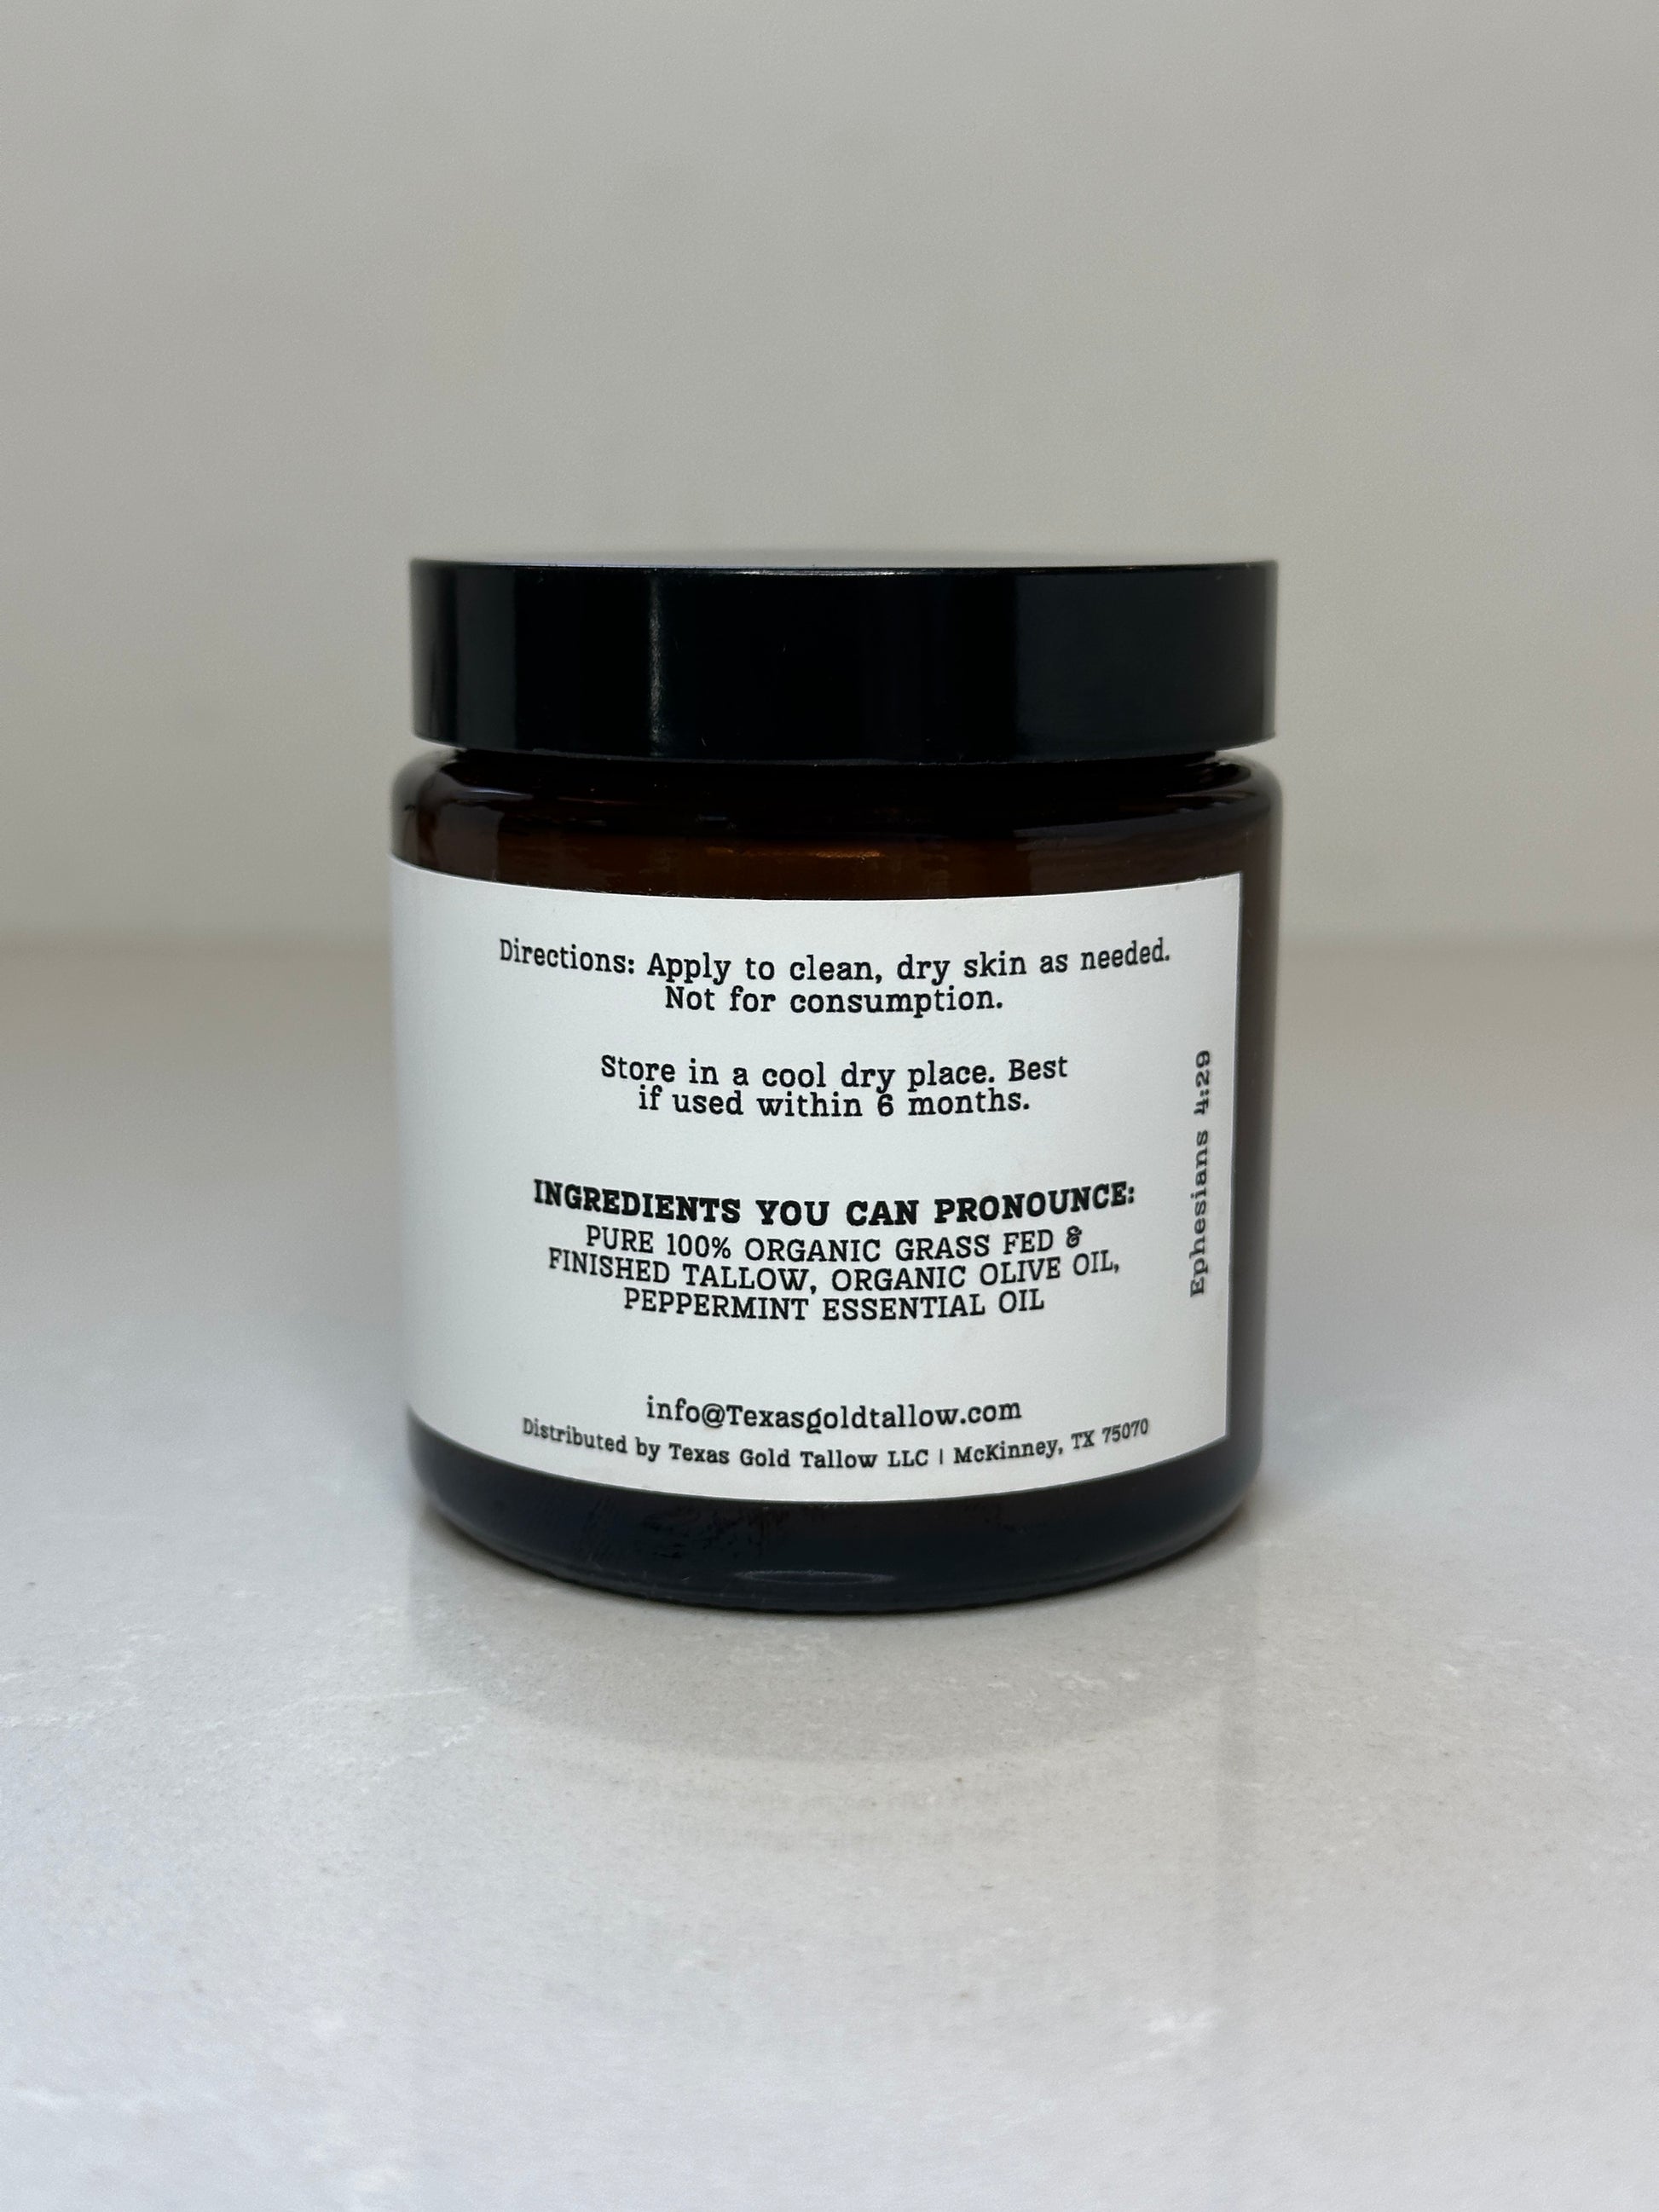 Directions: Apply to clean, dry skin as needed.
Not for consumption.
Store in a cool dry place. Best
if used within 6 months.
INGREDIENTS YOU CAN PRONOUNCE:
PURE 100% ORGANIC GRASS FED &
FINISHED TALLOW, ORGANIC OLIVE OIL,
PEPPERMINT ESSENTIAL OIL
info@Texasgoldtallow.com
Distributed by Texas Gold Tallow LLC | McKinney, TX 75070
Ephesians 4:29